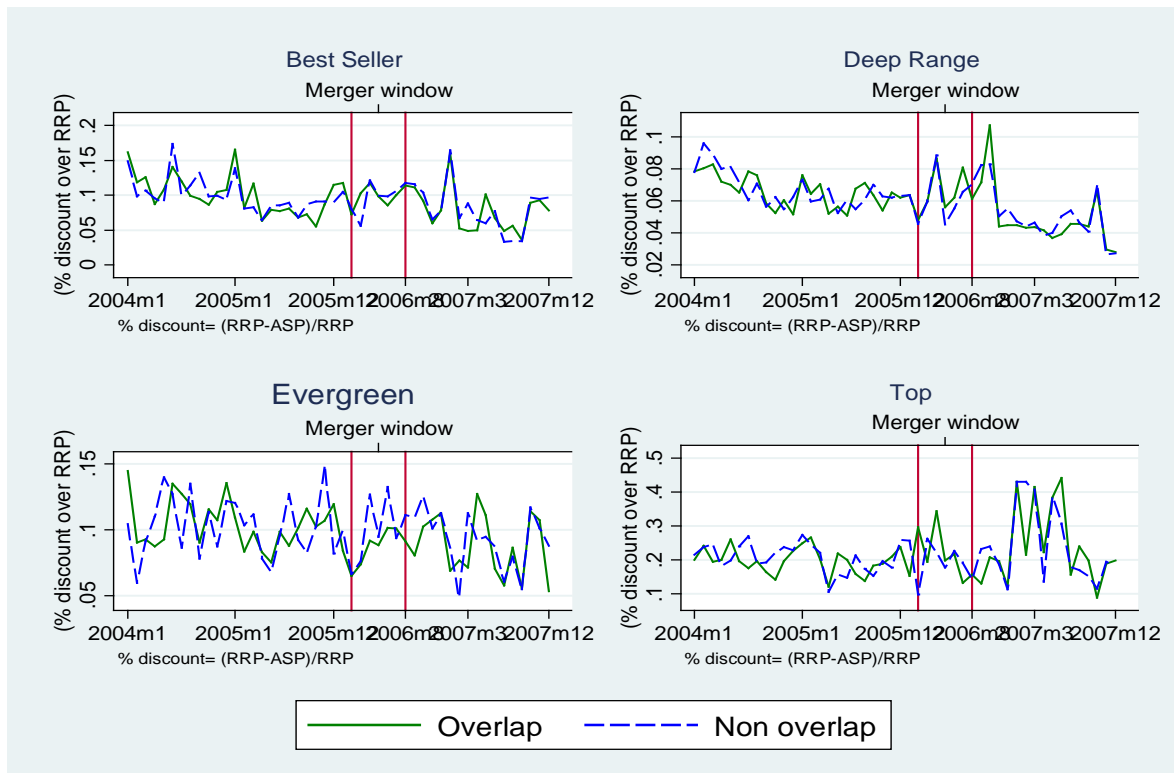 Best Seller
Merger window
(% discount over RRP)
.2
.15
.1
.05
0
2004m1 2005m1 2005m12 2006m8 2007m3 2007m12
% discount= (RRP-ASP)/RRP
Deep Range
Merger window
(% discount over RRP)
.1
.08
.06
.04
.02
2004m1 2005m1 2005m12 2006m8 2007m3 2007m12
% discount= (RRP-ASP)/RRP
Evergreen
Merger window
(% discount over RRP)
.15
.1
.05
2004m1 2005m1 2005m12 2006m8 2007m3 2007m12
% discount= (RRP-ASP)/RRP
Top
Merger window
(% discount over RRP)
.5
.4
.3
.2
.1
2004m1 2005m1 2005m12 2006m8 2007m3 2007m12
% discount= (RRP-ASP)/RRP
Overlap Non overlap